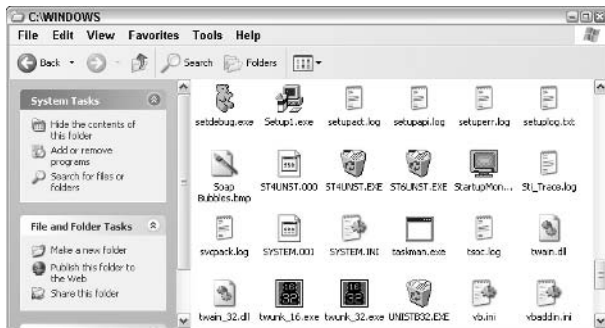 C:\WINDOWS
File Edit View Favorites Tools Help
Back Search Folders
System Tasks
Hide the contents of
this folder
Add or remove
programs
Search for files or
folders
File and Folder Tasks
Make a new folder
Publish this folder to
the Web
Share this folder
setdebug.exe Setup1.exe setupact.log setupapi.log setuperr.log setuplog.txt
Soap
Bubbles.bmp
ST4UNST.000 ST4UNST.EXE ST6UNST.EXE StartupMon... Sti_Trace.log
svcpack.log SYSTEM.001 SYSTEM.INI taskman.exe tsoc.log twain.dll
16
32
16
32
twain_32.dll twunk_16.exe twunk_32.exe UNISTB32.EXE vb.ini vbaddin.ini